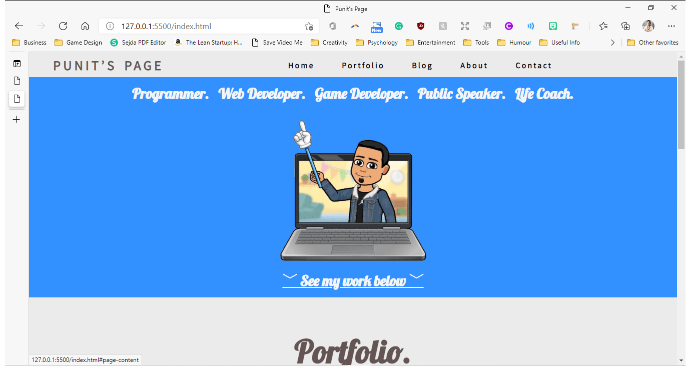 Punit's Page
127.0.0.1:5500/index.html
Business Game Design Sejda PDF Editor The Lean Startup: H... Save Video Me Creativity Psychology Entertainment Tools Humour Useful Info Other favorites
PUNIT'S PAGE Home Portfolio Blog About Contact
Programmer. Web Developer. Game Developer. Public Speaker. Life Coach.
See my work below
Portfolio.
127.0.0.1:5500/index.html#page-content